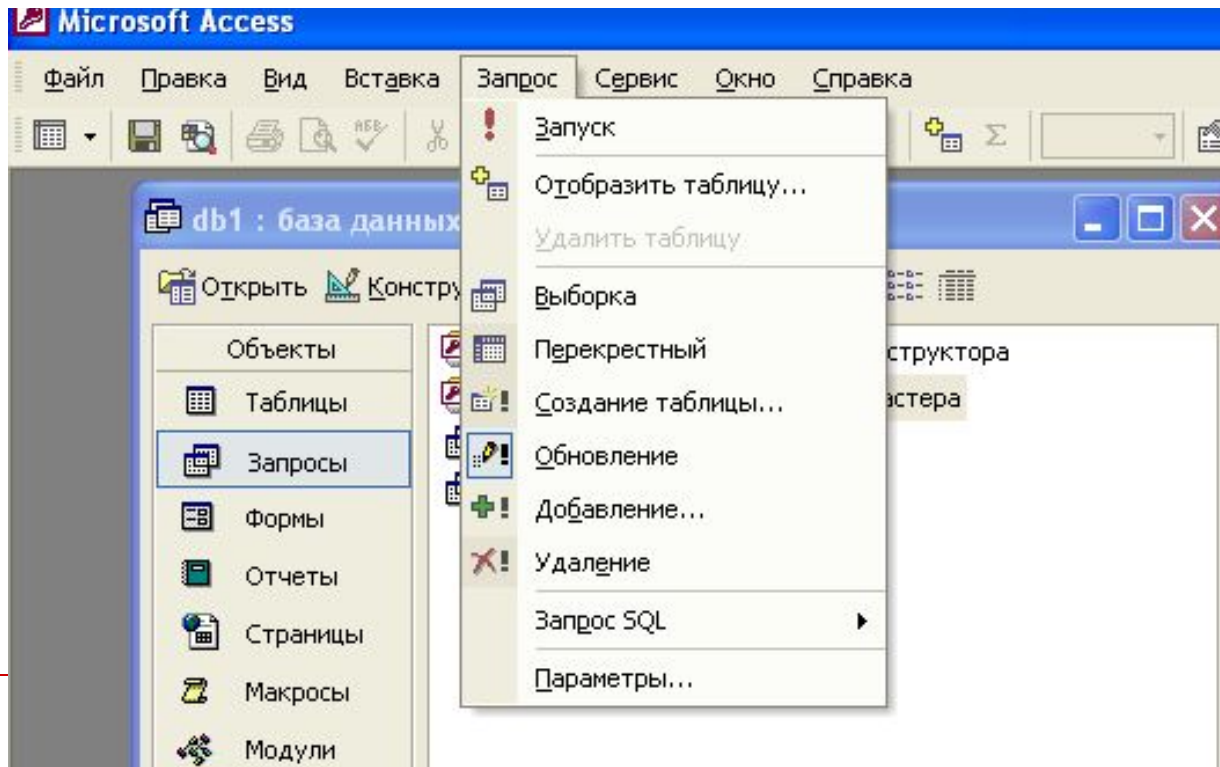 Microsoft Access
Файл Правка Вид Вставка Запрос Сервис Окно Справка
Запуск
Отобразить таблицу...
Удалить таблицу
Выборка
Перекрестный
Создание таблицы...
Обновление
Добавление...
Удаление
Запрос SQL
Параметры...
db1 : база данных
Открыть Констру
Объекты
Таблицы
Запросы
Формы
Отчеты
Страницы
Макросы
Модули
структора
астера